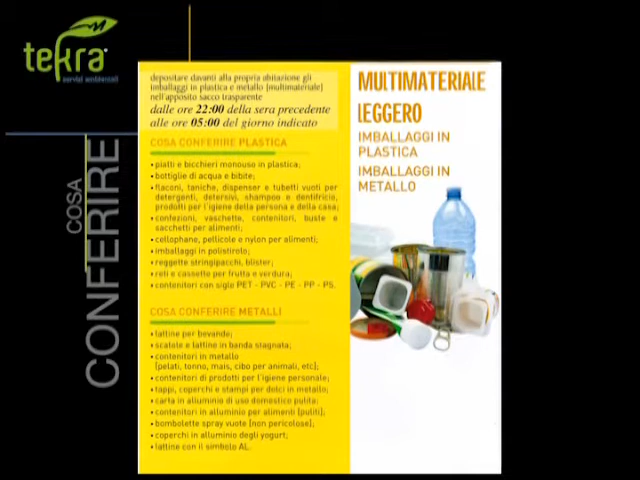 tekra
servizi ambientali
COSA
CONFERIRE
depositare davanti alla propria abitazione gli
imballaggi in plastica e metallo [multimateriale]
nell'apposito sacco trasparente
dalle ore 22:00 della sera precedente
alle ore 05:00 del giorno indicato
COSA CONFERIRE PLASTICA
• piatti e bicchieri monouso in plastica;
• bottiglie di acqua e bibite;
• flaconi, taniche, dispenser e tubetti vuoti per
detergenti, detersivi, shampoo e dentifricio,
prodotti per l'igiene della persona e della casa;
• confezioni, vaschette, contenitori, buste e
sacchetti per alimenti;
• cellophane, pellicole e nylon per alimenti;
• imballaggi in polistirolo;
• reggette stringipacchi, blister;
• reti e cassette per frutta e verdura;
• contenitori con sigle PET - PVC - PE - PP - PS.
COSA CONFERIRE METALLI
• lattine per bevande;
• scatole e lattine in banda stagnata;
• contenitori in metallo
[pelati, tonno, mais, cibo per animali, etc];
• contenitori di prodotti per l'igiene personale;
• tappi, coperchi e stampi per dolci in metallo;
• carta in alluminio di uso domestico pulita;
• contenitori in alluminio per alimenti [puliti];
• bombolette spray vuote [non pericolose];
• coperchi in alluminio degli yogurt;
• lattine con il simbolo AL.
MULTIMATERIALE
LEGGERO
IMBALLAGGI IN
PLASTICA
IMBALLAGGI IN
METALLO